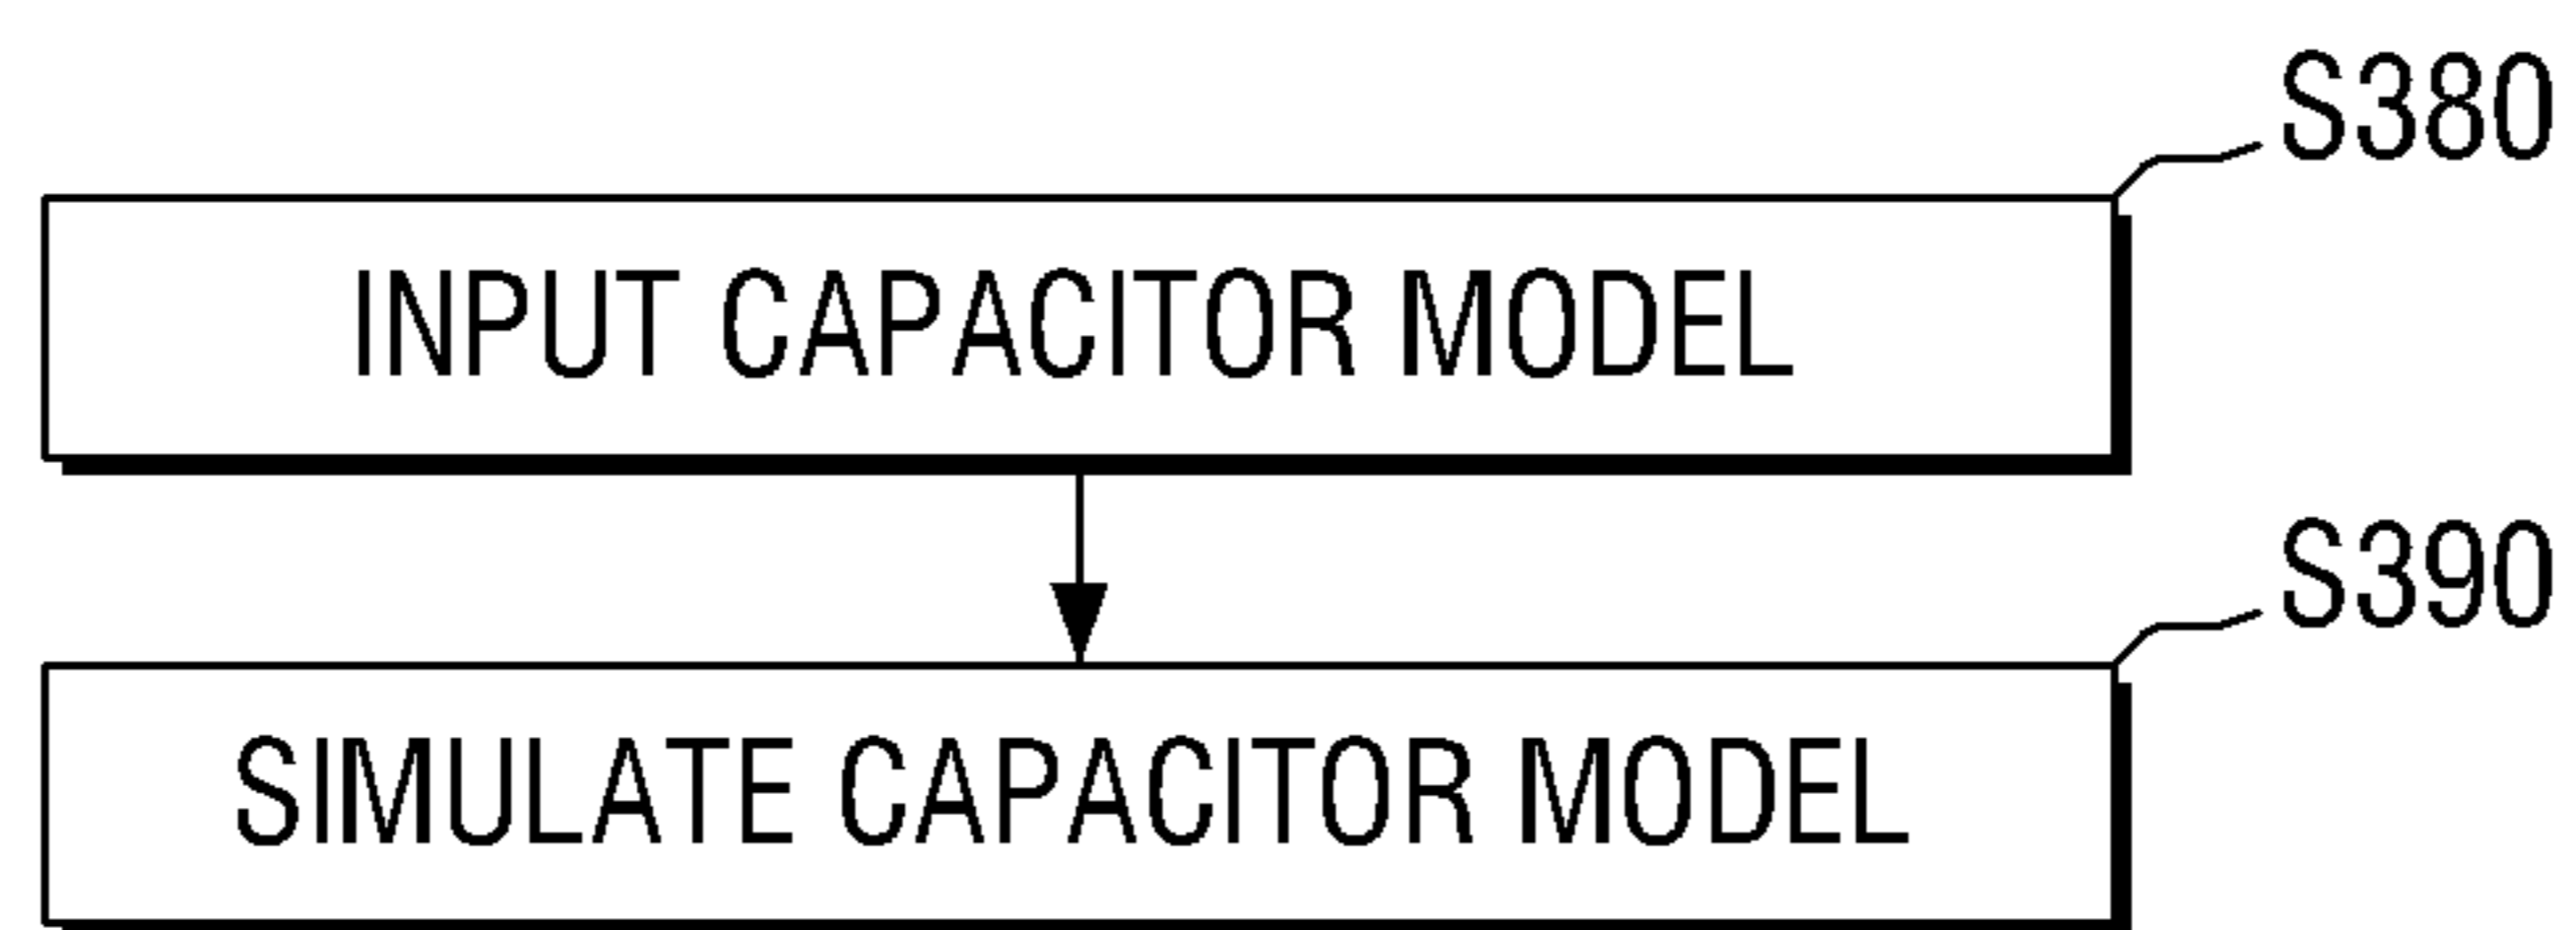 S380
INPUT CAPACITOR MODEL
S390
SIMULATE CAPACITOR MODEL